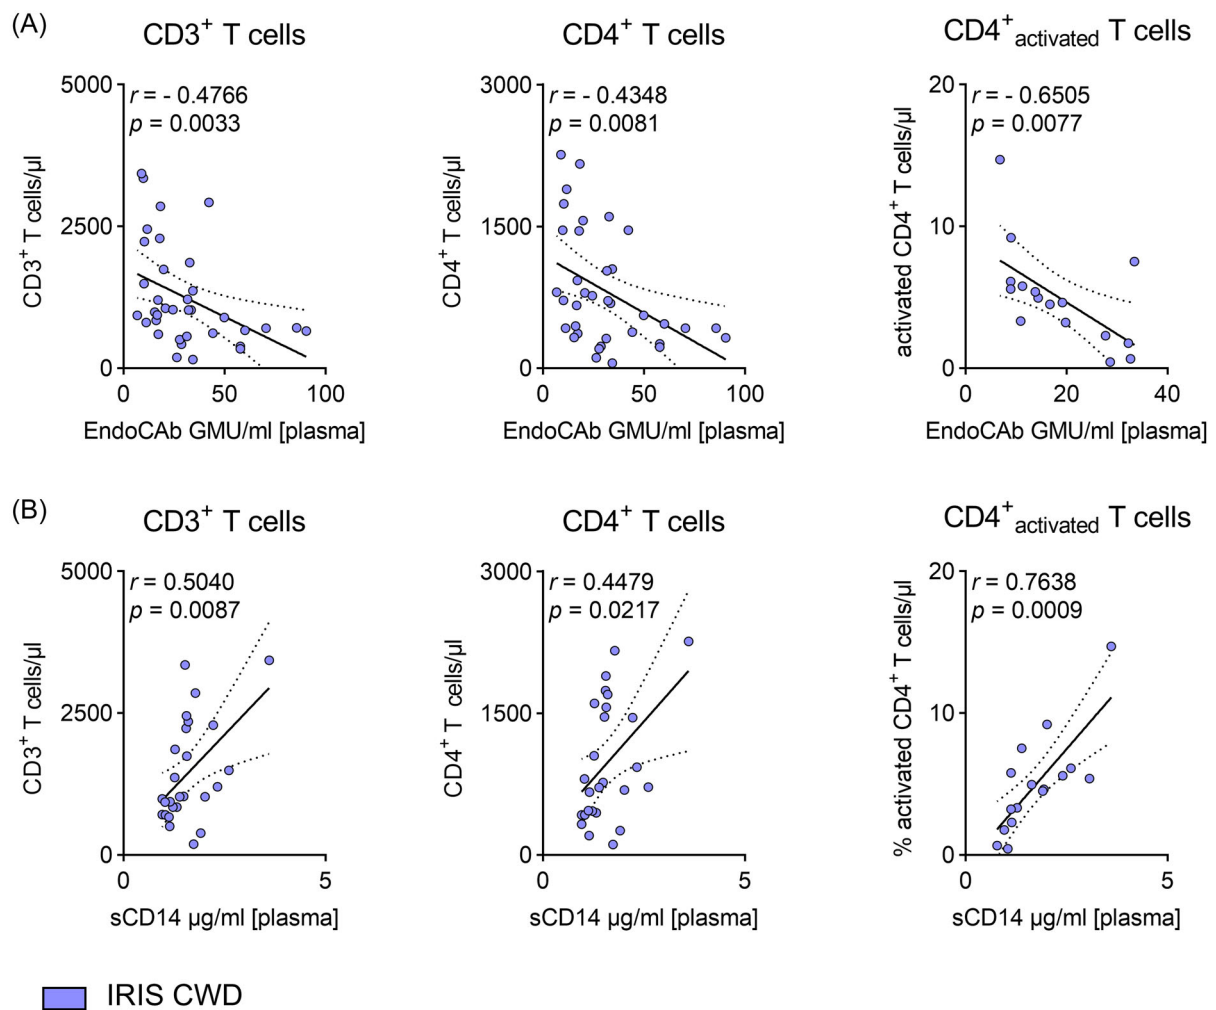 (A)
CD3+ T cells
CD3+ T cells/µl
5000
2500
0
r = - 0.4766
p = 0.0033
0 50 100
EndoCAb GMU/ml [plasma]
CD4+ T cells
CD4+ T cells/µl
3000
1500
0
r = - 0.4348
p = 0.0081
0 50 100
EndoCAb GMU/ml [plasma]
CD4+activated T cells
activated CD4+ T cells/µl
20
10
0
r = - 0.6505
p = 0.0077
0 20 40
EndoCAb GMU/ml [plasma]
(B)
CD3+ T cells
CD3+ T cells/µl
5000
2500
0
r = 0.5040
p = 0.0087
0 5
sCD14 µg/ml [plasma]
CD4+ T cells
CD4+ T cells/µl
3000
1500
0
r = 0.4479
p = 0.0217
0 5
sCD14 µg/ml [plasma]
CD4+activated T cells
% activated CD4+ T cells/µl
20
10
0
r = 0.7638
p = 0.0009
0 5
sCD14 µg/ml [plasma]
IRIS CWD